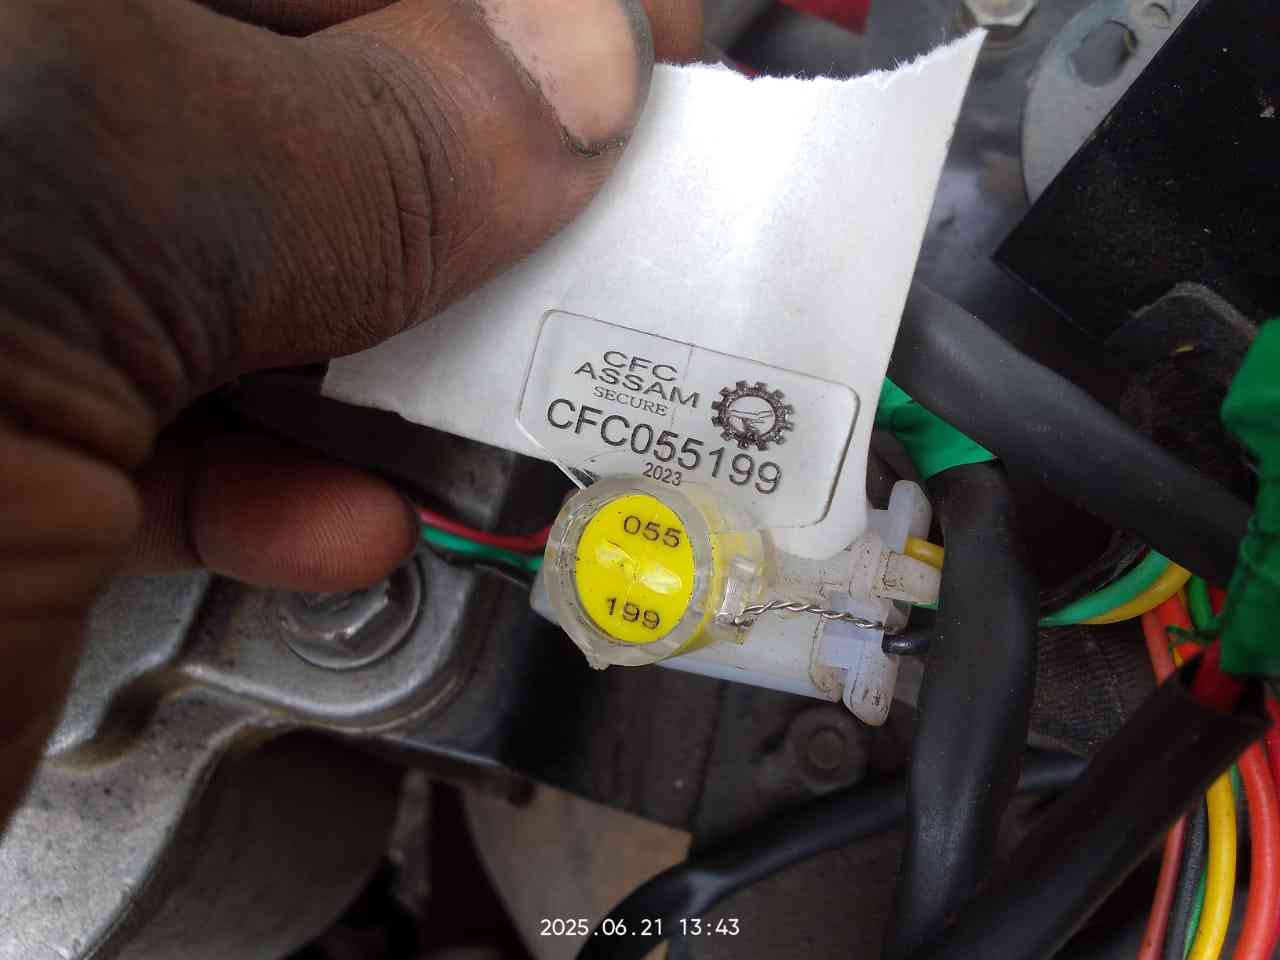 CFC
ASSAM
SECURE
CFC055199
2023
055
199
2025.06.21 13:43